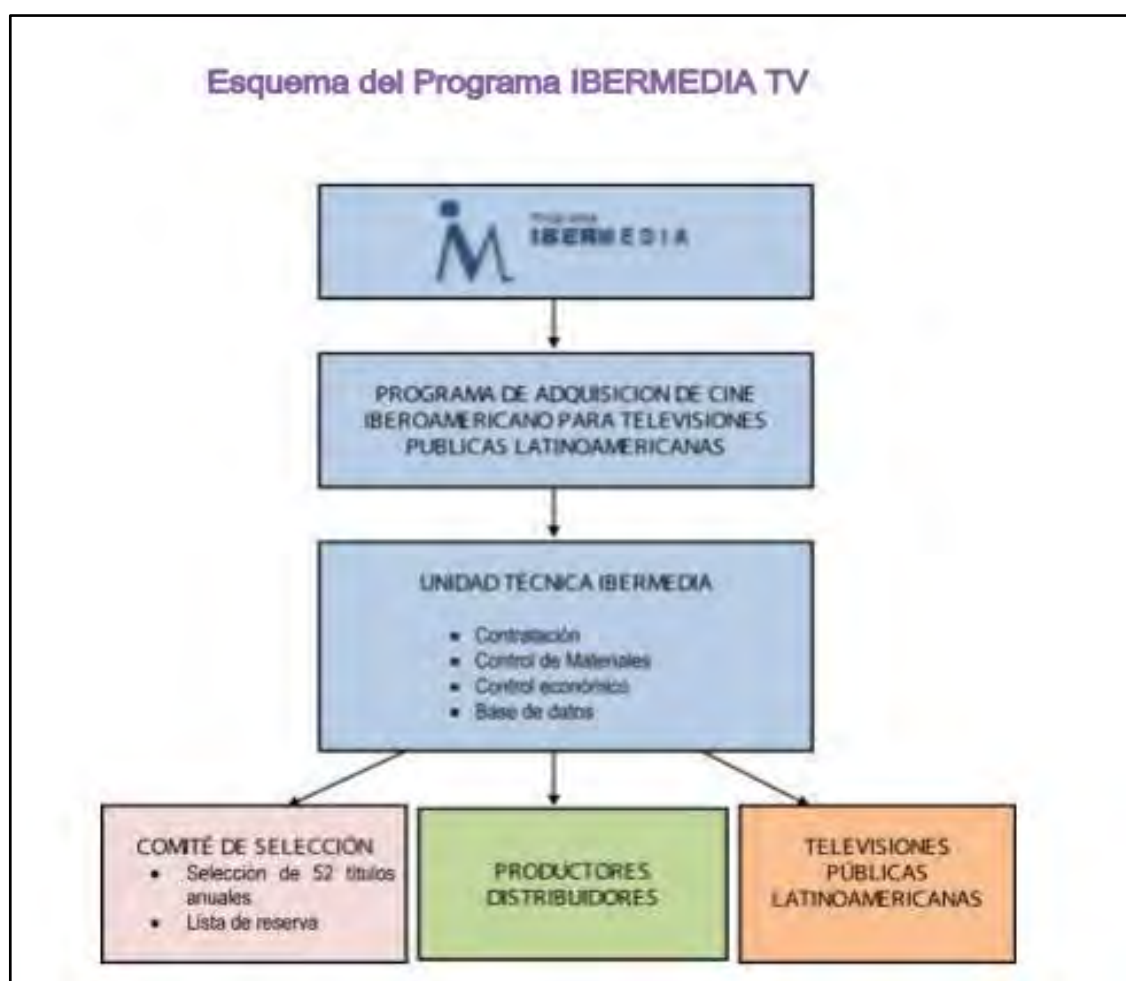 Esquema del Programa IBERMEDIA TV
Programa
IBERMEDIA
PROGRAMA DE ADQUISICION DE CINE
IBEROAMERICANO PARA TELEVISIONES
PUBLICAS LATINOAMERICANAS
UNIDAD TÉCNICA IBERMEDIA
• Contratación
• Control de Materiales
• Control económico
• Base de datos
COMITÉ DE SELECCIÓN
• Selección de 52 títulos
anuales
• Lista de reserva
PRODUCTORES
DISTRIBUIDORES
TELEVISIONES
PÚBLICAS
LATINOAMERICANAS